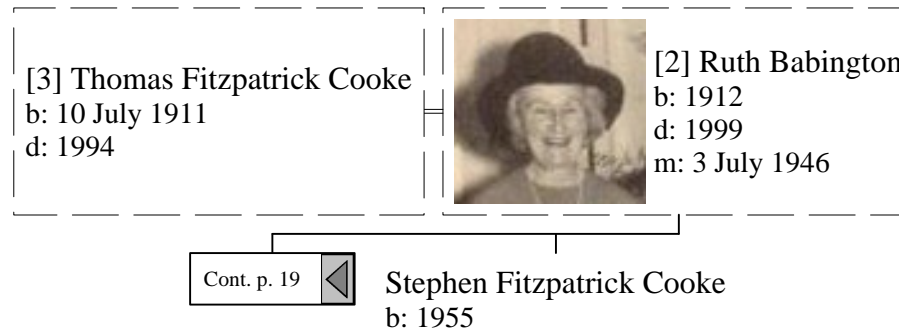 [3] Thomas Fitzpatrick Cooke
b: 10 July 1911
d: 1994
[2] Ruth Babington
b: 1912
d: 1999
m: 3 July 1946
Cont. p. 19
Stephen Fitzpatrick Cooke
b: 1955